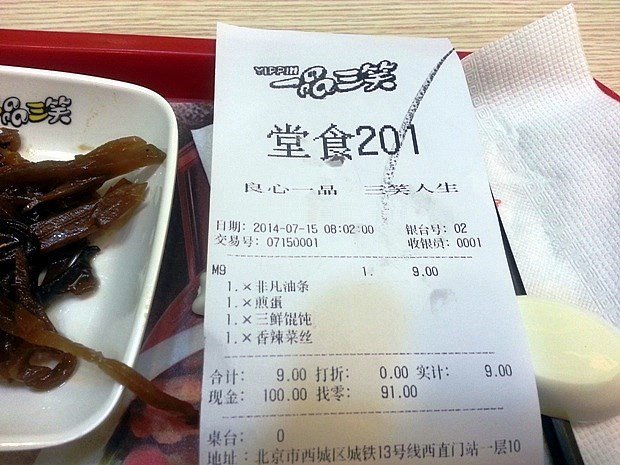 品三笑
YIPPIN
一品三笑
堂食201
良心一品 三笑人生
日期: 2014-07-15 08:02:00 银台号: 02
交易号: 07150001 收银员: 0001
M9 1. 9.00
1.×非凡油条
1.×煎蛋
1.×三鲜馄饨
1.×香辣菜丝
合计: 9.00 打折: 0.00 实计: 9.00
现金: 100.00 找零: 91.00
桌台: 0
地址: 北京市西城区城铁13号线西直门站一层10